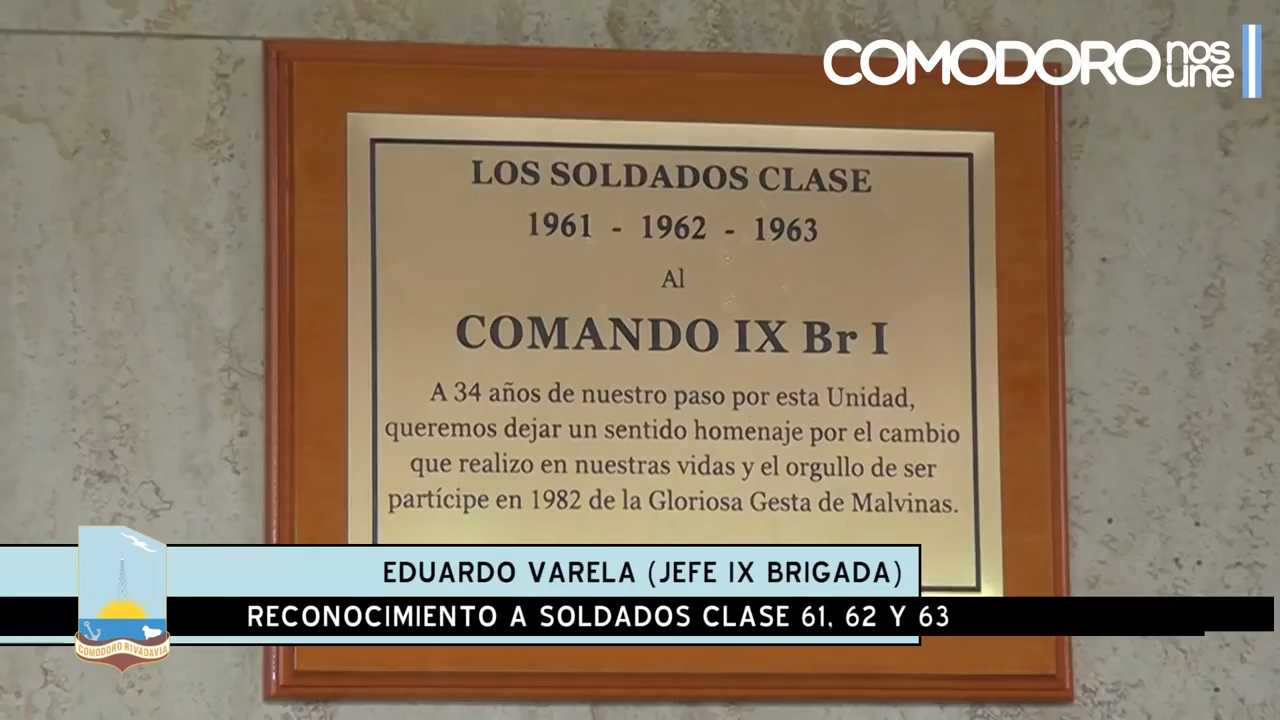 COMODORO nos une
LOS SOLDADOS CLASE
1961 - 1962 - 1963
Al
COMANDO IX Br I
A 34 años de nuestro paso por esta Unidad,
queremos dejar un sentido homenaje por el cambio
que realizo en nuestras vidas y el orgullo de ser
partícipe en 1982 de la Gloriosa Gesta de Malvinas.
EDUARDO VARELA (JEFE IX BRIGADA)
RECONOCIMIENTO A SOLDADOS CLASE 61, 62 Y 63
COMODORO RIVADAVIA